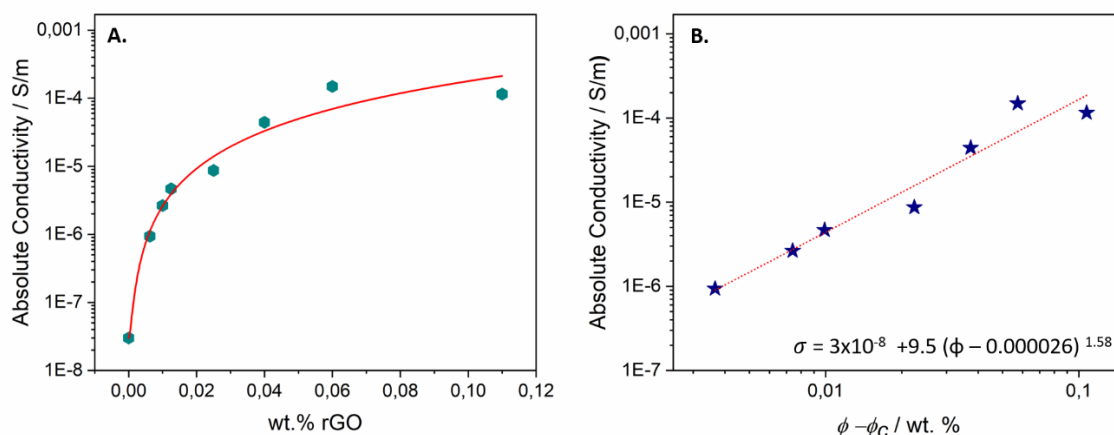 A.
Absolute Conductivity / S/m
0,001
1E-4
1E-5
1E-6
1E-7
1E-8
0,00 0,02 0,04 0,06 0,08 0,10 0,12
wt.% rGO
B.
Absolute Conductivity / S/m
0,001
1E-4
1E-5
1E-6
1E-7
σ = 3x10⁻⁸ +9.5 (ϕ – 0.000026) ¹·⁵⁸
0,01 0,1
ϕ –ϕC / wt. %